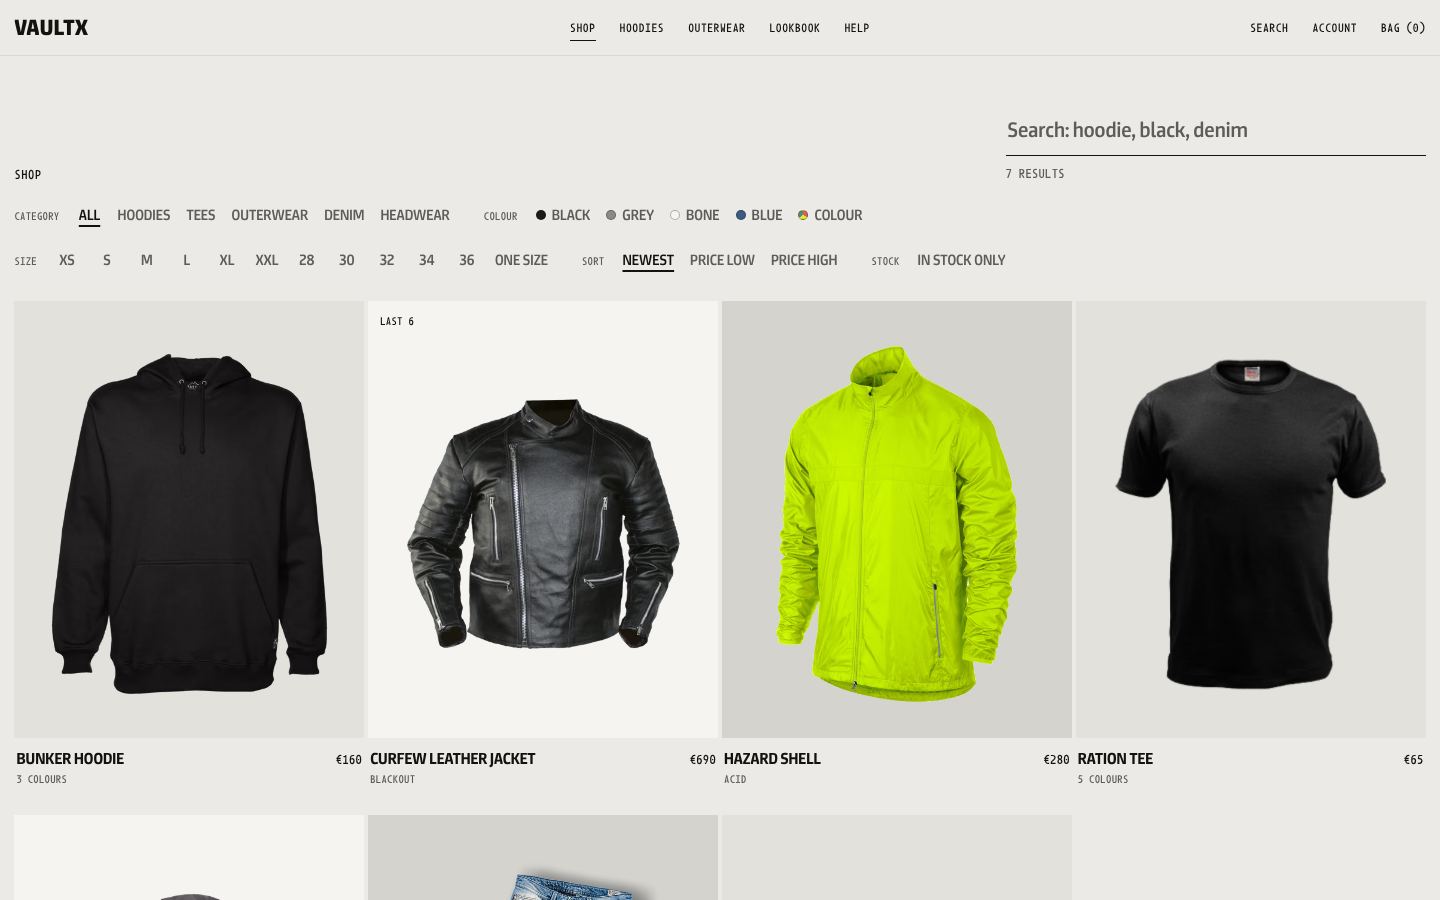 VAULTX
SHOP HOODIES OUTERWEAR LOOKBOOK HELP
SEARCH ACCOUNT BAG (0)
Search: hoodie, black, denim
SHOP
7 RESULTS
CATEGORY ALL HOODIES TEES OUTERWEAR DENIM HEADWEAR COLOUR BLACK GREY BONE BLUE COLOUR
SIZE XS S M L XL XXL 28 30 32 34 36 ONE SIZE SORT NEWEST PRICE LOW PRICE HIGH STOCK IN STOCK ONLY
LAST 6
BUNKER HOODIE €160
3 COLOURS
CURFEW LEATHER JACKET €690
BLACKOUT
HAZARD SHELL €280
ACID
RATION TEE €65
5 COLOURS